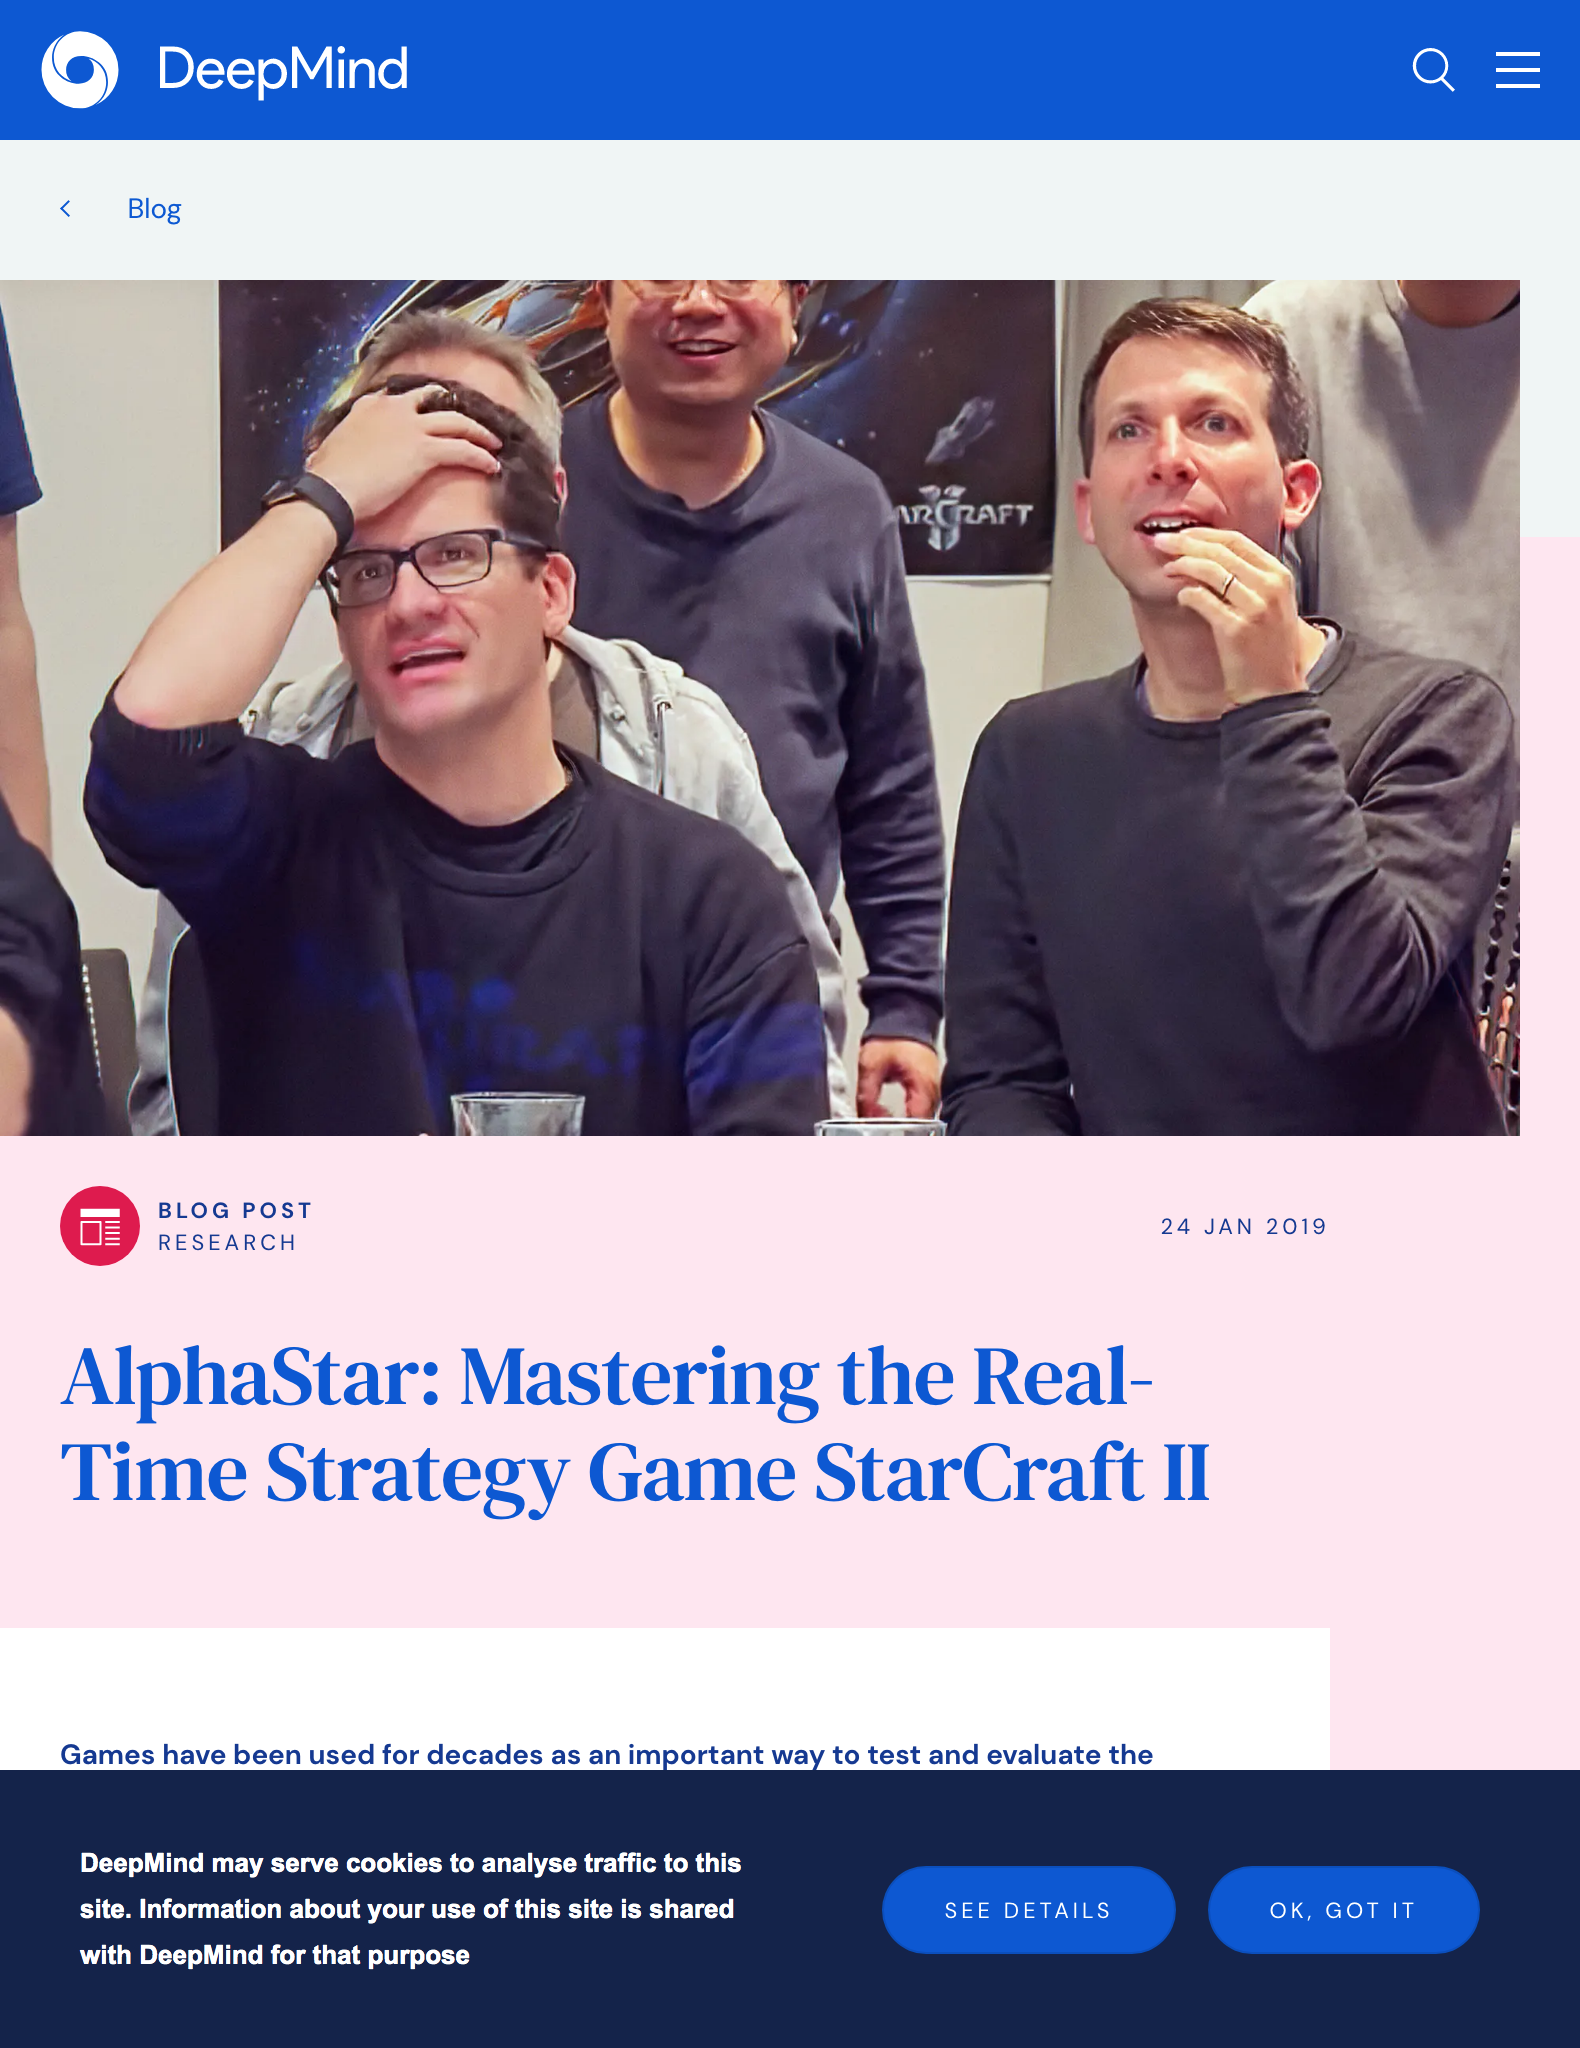 DeepMind
Blog
ARCRAFT
BLOG POST
RESEARCH
24 JAN 2019
AlphaStar: Mastering the Real-
Time Strategy Game StarCraft II
Games have been used for decades as an important way to test and evaluate the
DeepMind may serve cookies to analyse traffic to this
site. Information about your use of this site is shared
with DeepMind for that purpose
SEE DETAILS
OK, GOT IT